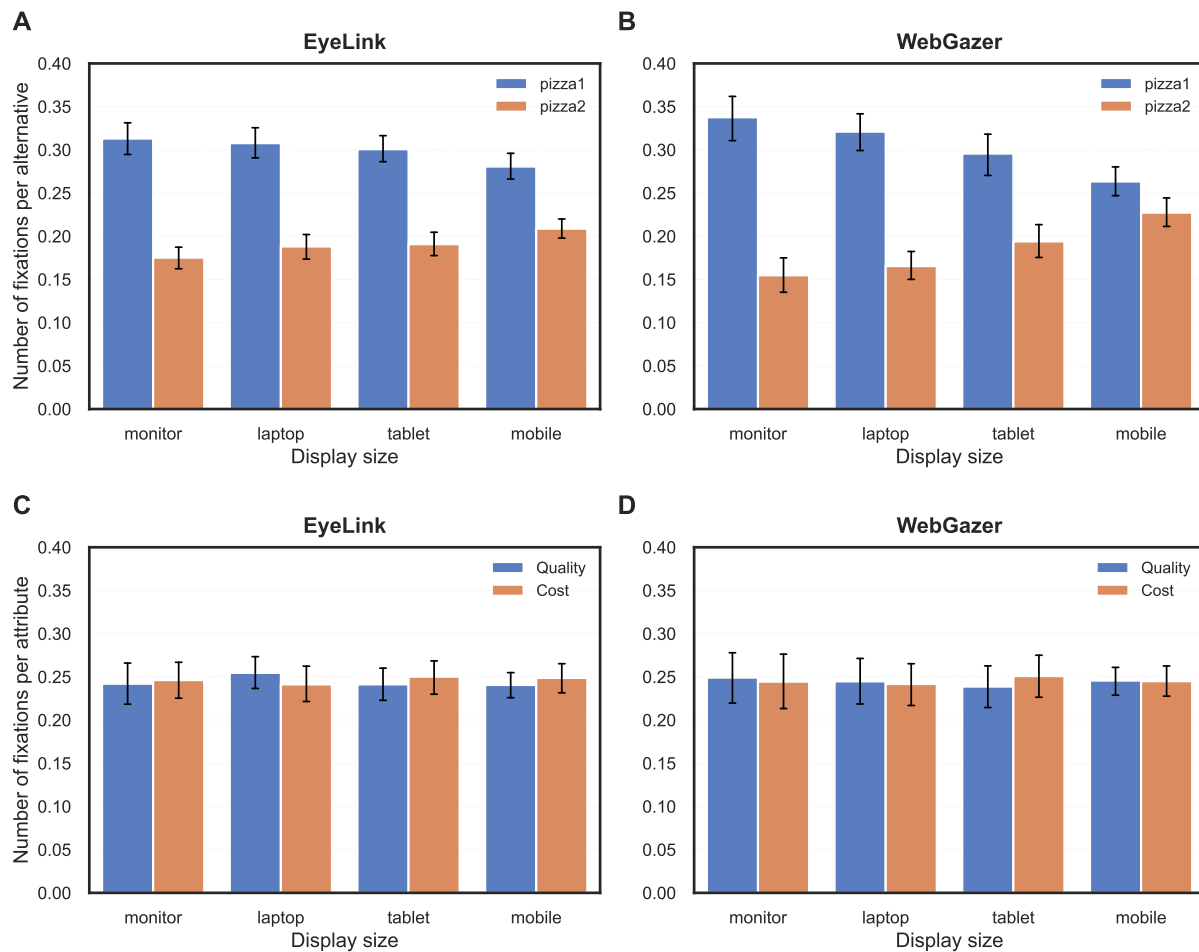 A
EyeLink
Number of fixations per alternative
0.40
0.35
0.30
0.25
0.20
0.15
0.10
0.05
0.00
pizza1
pizza2
monitor laptop tablet mobile
Display size
B
WebGazer
0.40
0.35
0.30
0.25
0.20
0.15
0.10
0.05
0.00
pizza1
pizza2
monitor laptop tablet mobile
Display size
C
EyeLink
Number of fixations per attribute
0.40
0.35
0.30
0.25
0.20
0.15
0.10
0.05
0.00
Quality
Cost
monitor laptop tablet mobile
Display size
D
WebGazer
0.40
0.35
0.30
0.25
0.20
0.15
0.10
0.05
0.00
Quality
Cost
monitor laptop tablet mobile
Display size